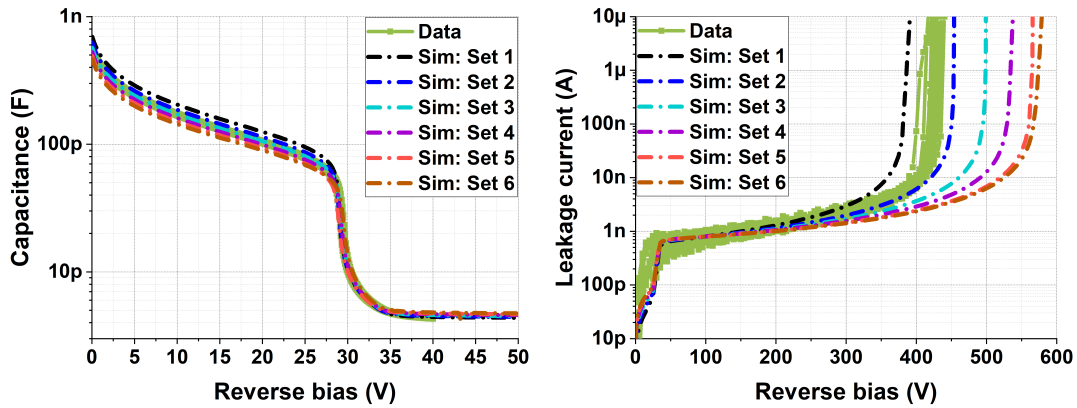 1n
100p
10p
Capacitance (F)
Data
Sim: Set 1
Sim: Set 2
Sim: Set 3
Sim: Set 4
Sim: Set 5
Sim: Set 6
0 5 10 15 20 25 30 35 40 45 50
Reverse bias (V)
10µ
1µ
100n
10n
1n
100p
10p
Leakage current (A)
Data
Sim: Set 1
Sim: Set 2
Sim: Set 3
Sim: Set 4
Sim: Set 5
Sim: Set 6
0 100 200 300 400 500 600
Reverse bias (V)